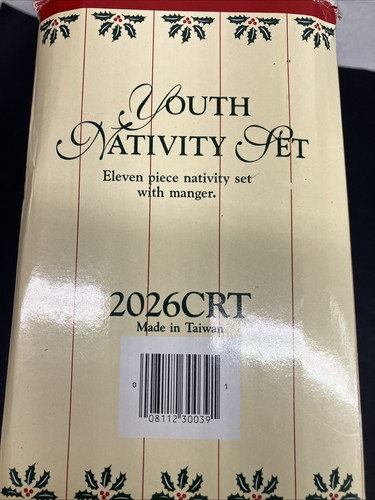 YOUTH
NATIVITY SET
Eleven piece nativity set
with manger.
2026CRT
Made in Taiwan
0 1
08112 30039